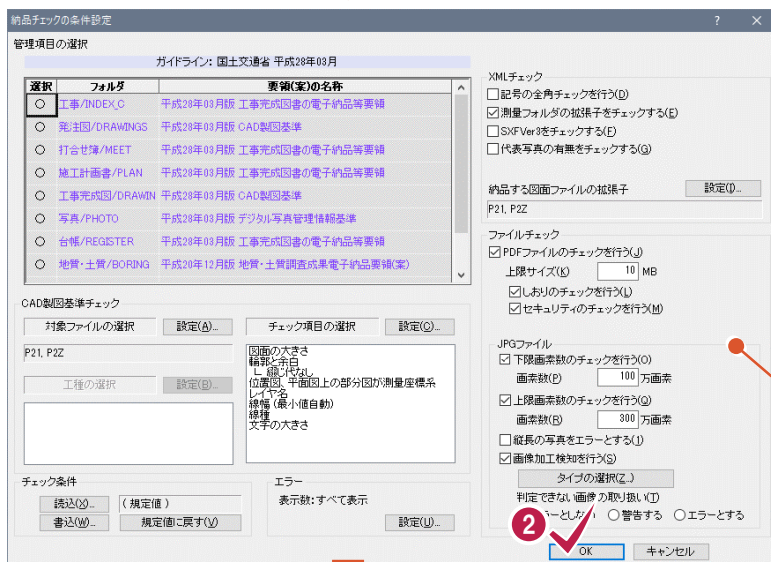 納品チェックの条件設定
管理項目の選択
ガイドライン: 国土交通省 平成28年03月
選択 フォルダ 要領(案)の名称
工事/INDEX_C 平成28年03月版 工事完成図書の電子納品等要領
発注図/DRAWINGS 平成28年03月版 CAD製図基準
打合せ簿/MEET 平成28年03月版 工事完成図書の電子納品等要領
施工計画書/PLAN 平成28年03月版 工事完成図書の電子納品等要領
工事完成図/DRAWIN 平成28年03月版 CAD製図基準
写真/PHOTO 平成28年03月版 デジタル写真管理情報基準
台帳/REGISTER 平成28年03月版 工事完成図書の電子納品等要領
地質・土質/BORING 平成20年12月版 地質・土質調査成果電子納品要領(案)
CAD製図基準チェック
対象ファイルの選択 設定(A)...
P21, P2Z
工種の選択 設定(B)...
チェック項目の選択 設定(C)...
図面の大きさ
輪郭と余白
∟ 綴じ代なし
位置図、平面図上の部分図が測量座標系
レイヤ名
線幅 (最小値自動)
線種
文字の大きさ
チェック条件
読込(X)... ( 規定値 )
書込(W)... 規定値に戻す(V)
エラー
表示数: すべて表示
設定(U)...
XMLチェック
記号の全角チェックを行う(D)
測量フォルダの拡張子をチェックする(E)
SXFVer3をチェックする(F)
代表写真の有無をチェックする(G)
納品する図面ファイルの拡張子 設定(I)...
P21, P2Z
ファイルチェック
PDFファイルのチェックを行う(J)
上限サイズ(K) 10 MB
しおりのチェックを行う(L)
セキュリティのチェックを行う(M)
JPGファイル
下限画素数のチェックを行う(O)
画素数(P) 100 万画素
上限画素数のチェックを行う(Q)
画素数(R) 300 万画素
縦長の写真をエラーとする(1)
画像加工検知を行う(S)
タイプの選択(Z...)
判定できない画像の取り扱い(T)
ーとしない 警告する エラーとする
2
OK キャンセル